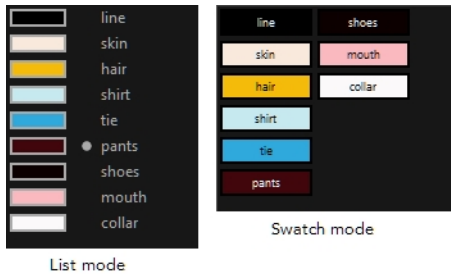 line
skin
hair
shirt
tie
pants
shoes
mouth
collar
List mode
line shoes
skin mouth
hair collar
shirt
tie
pants
Swatch mode